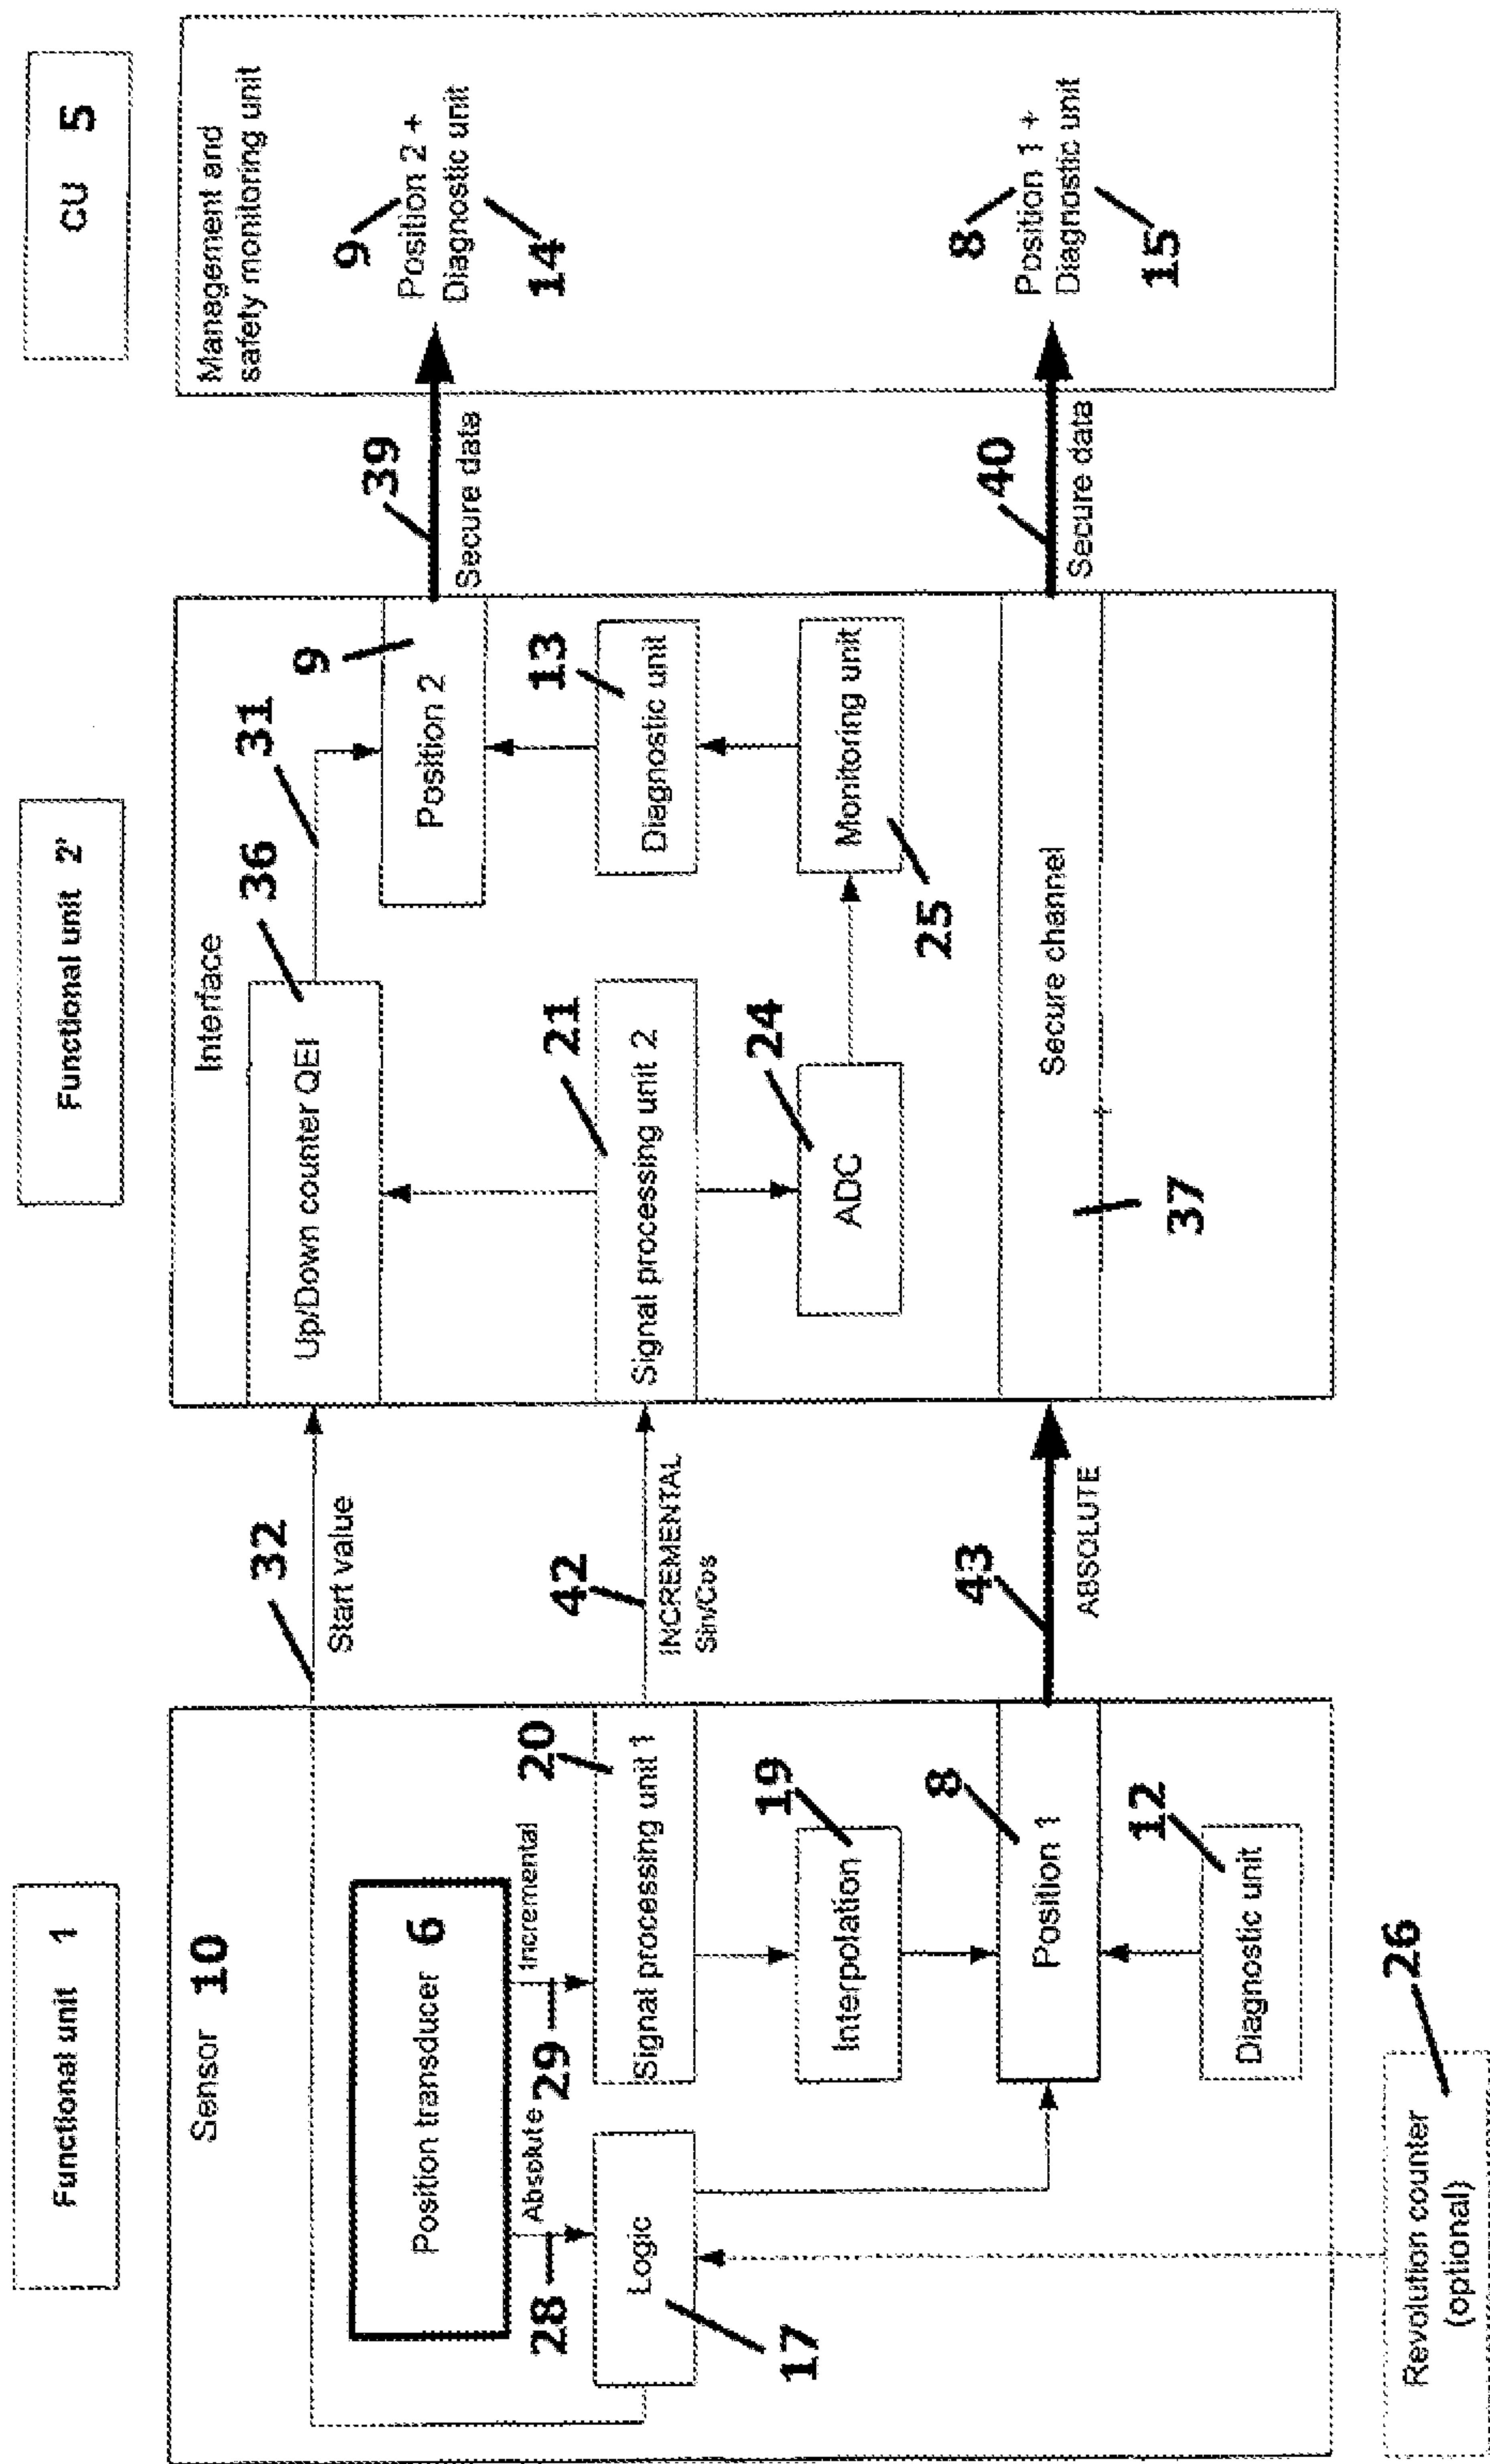 Functional unit 1
Functional unit 2'
CU 5
Sensor 10
Position transducer 6
28
Absolute
29
Incremental
Logic
17
Signal processing unit 1
20
Interpolation
19
Position 1
8
Diagnostic unit
12
Revolution counter
(optional)
26
32
Start value
42
INCREMENTAL
Sin/Cos
43
ABSOLUTE
Interface
Up/Down counter QEI
36
31
Position 2
9
Signal processing unit 2
21
Diagnostic unit
13
ADC
24
Monitoring unit
25
Secure channel
37
39
Secure data
40
Secure data
Management and
safety monitoring unit
9
Position 2 +
Diagnostic unit
14
8
Position 1 +
Diagnostic unit
15